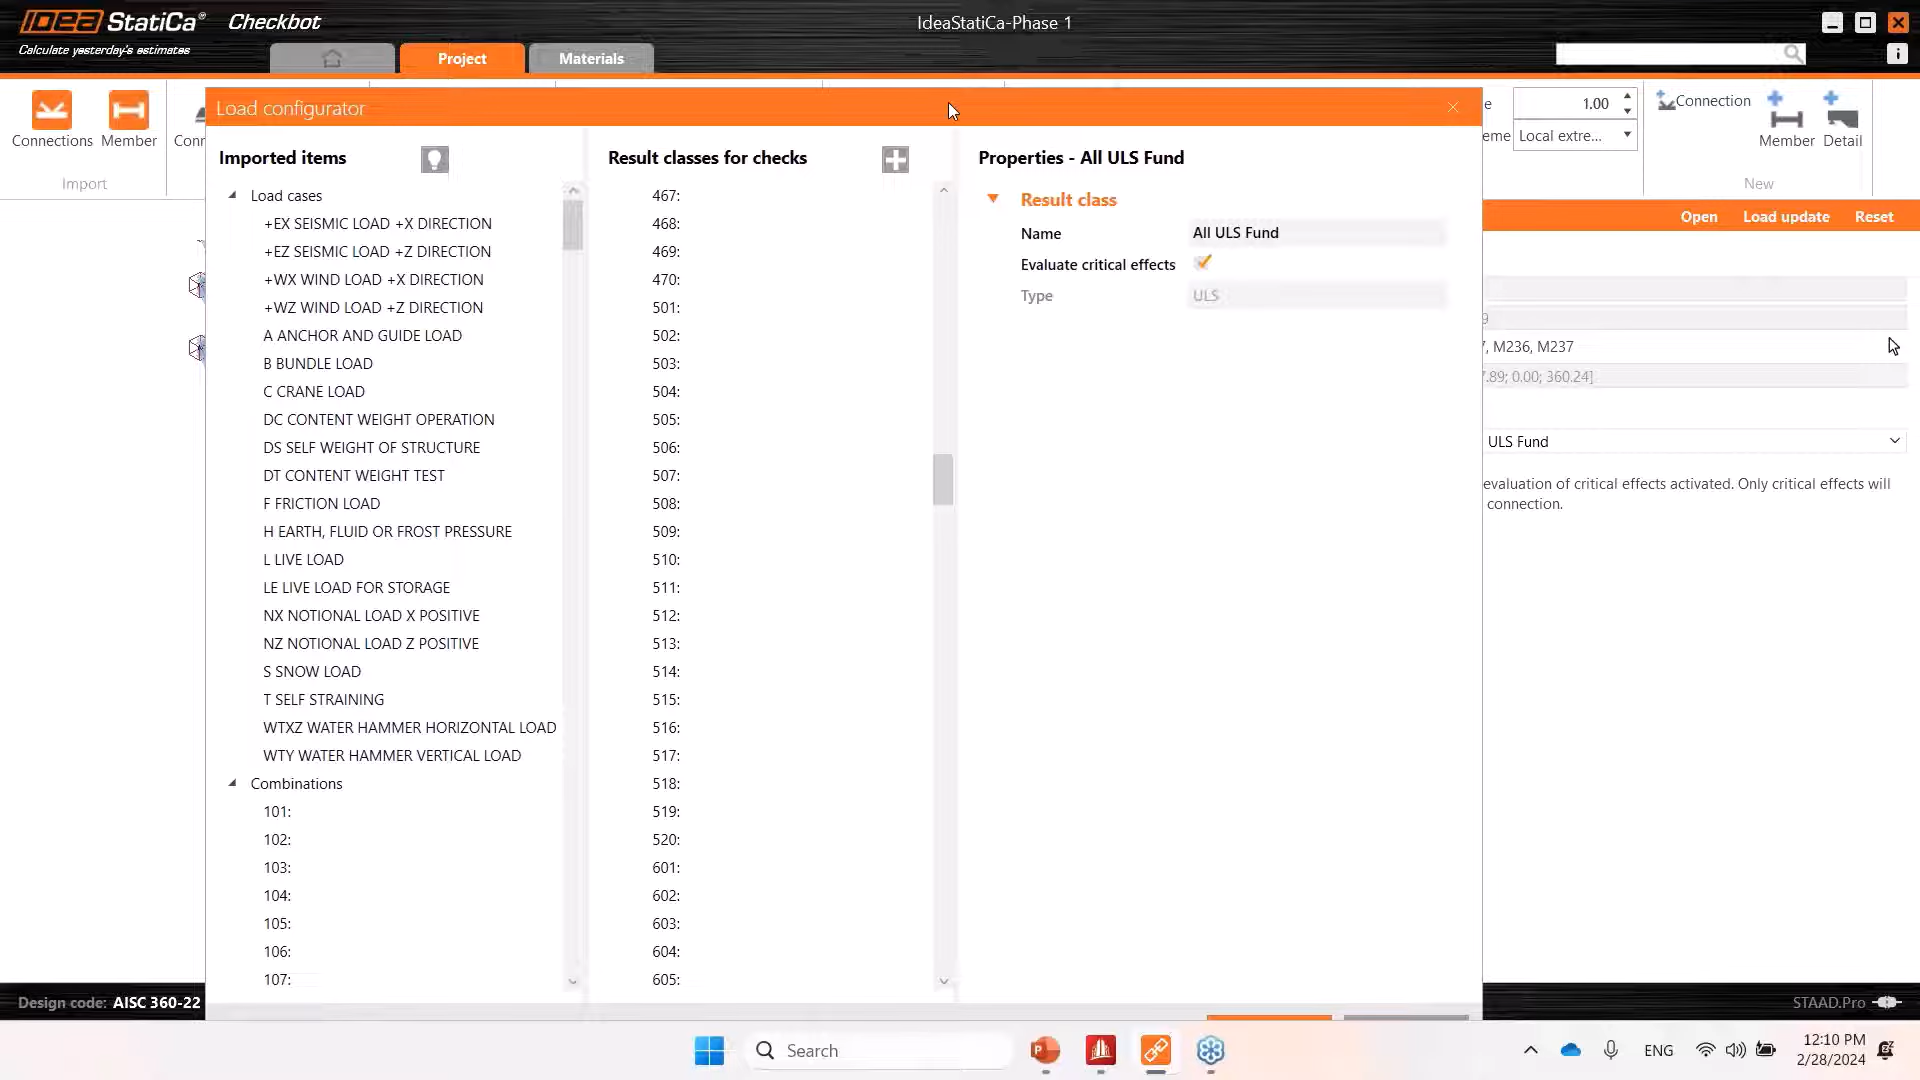 IDEA StatiCa® Checkbot
Calculate yesterday's estimates
IdeaStatiCa-Phase 1
Project
Materials
Connections
Member
Import
Load configurator
Imported items
Load cases
+EX SEISMIC LOAD +X DIRECTION
+EZ SEISMIC LOAD +Z DIRECTION
+WX WIND LOAD +X DIRECTION
+WZ WIND LOAD +Z DIRECTION
A ANCHOR AND GUIDE LOAD
B BUNDLE LOAD
C CRANE LOAD
DC CONTENT WEIGHT OPERATION
DS SELF WEIGHT OF STRUCTURE
DT CONTENT WEIGHT TEST
F FRICTION LOAD
H EARTH, FLUID OR FROST PRESSURE
L LIVE LOAD
LE LIVE LOAD FOR STORAGE
NX NOTIONAL LOAD X POSITIVE
NZ NOTIONAL LOAD Z POSITIVE
S SNOW LOAD
T SELF STRAINING
WTXZ WATER HAMMER HORIZONTAL LOAD
WTY WATER HAMMER VERTICAL LOAD
Combinations
101:
102:
103:
104:
105:
106:
107:
Result classes for checks
467:
468:
469:
470:
501:
502:
503:
504:
505:
506:
507:
508:
509:
510:
511:
512:
513:
514:
515:
516:
517:
518:
519:
520:
601:
602:
603:
604:
605:
Properties - All ULS Fund
Result class
Name All ULS Fund
Evaluate critical effects
Type ULS
1.00
Local extre...
Connection
Member
Detail
New
Open Load update Reset
9
, M236, M237
.89; 0.00; 360.24]
ULS Fund
evaluation of critical effects activated. Only critical effects will
connection.
Design code: AISC 360-22
STAAD.Pro
Search
ENG
12:10 PM
2/28/2024